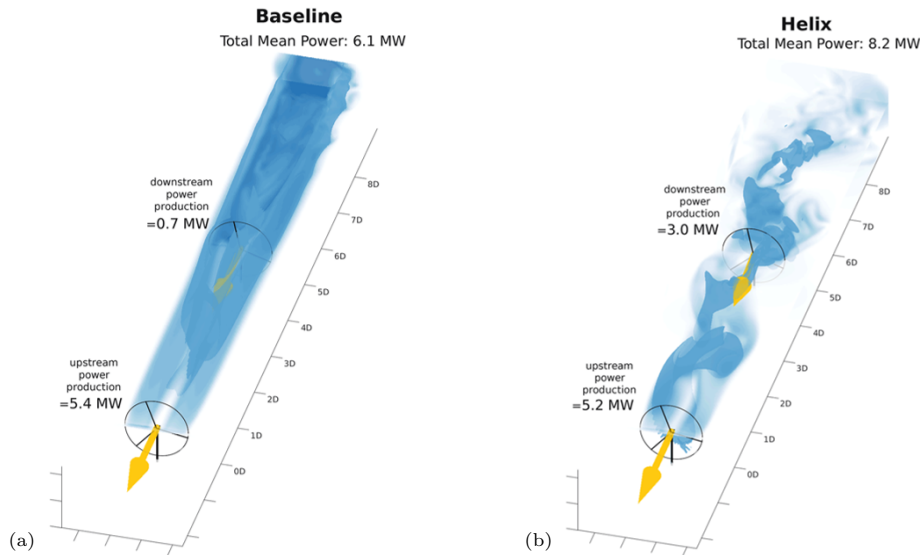 Baseline
Total Mean Power: 6.1 MW
8D
7D
6D
5D
4D
3D
2D
1D
0D
downstream
power
production
=0.7 MW
upstream
power
production
=5.4 MW
(a)
Helix
Total Mean Power: 8.2 MW
8D
7D
6D
5D
4D
3D
2D
1D
0D
downstream
power
production
=3.0 MW
upstream
power
production
=5.2 MW
(b)